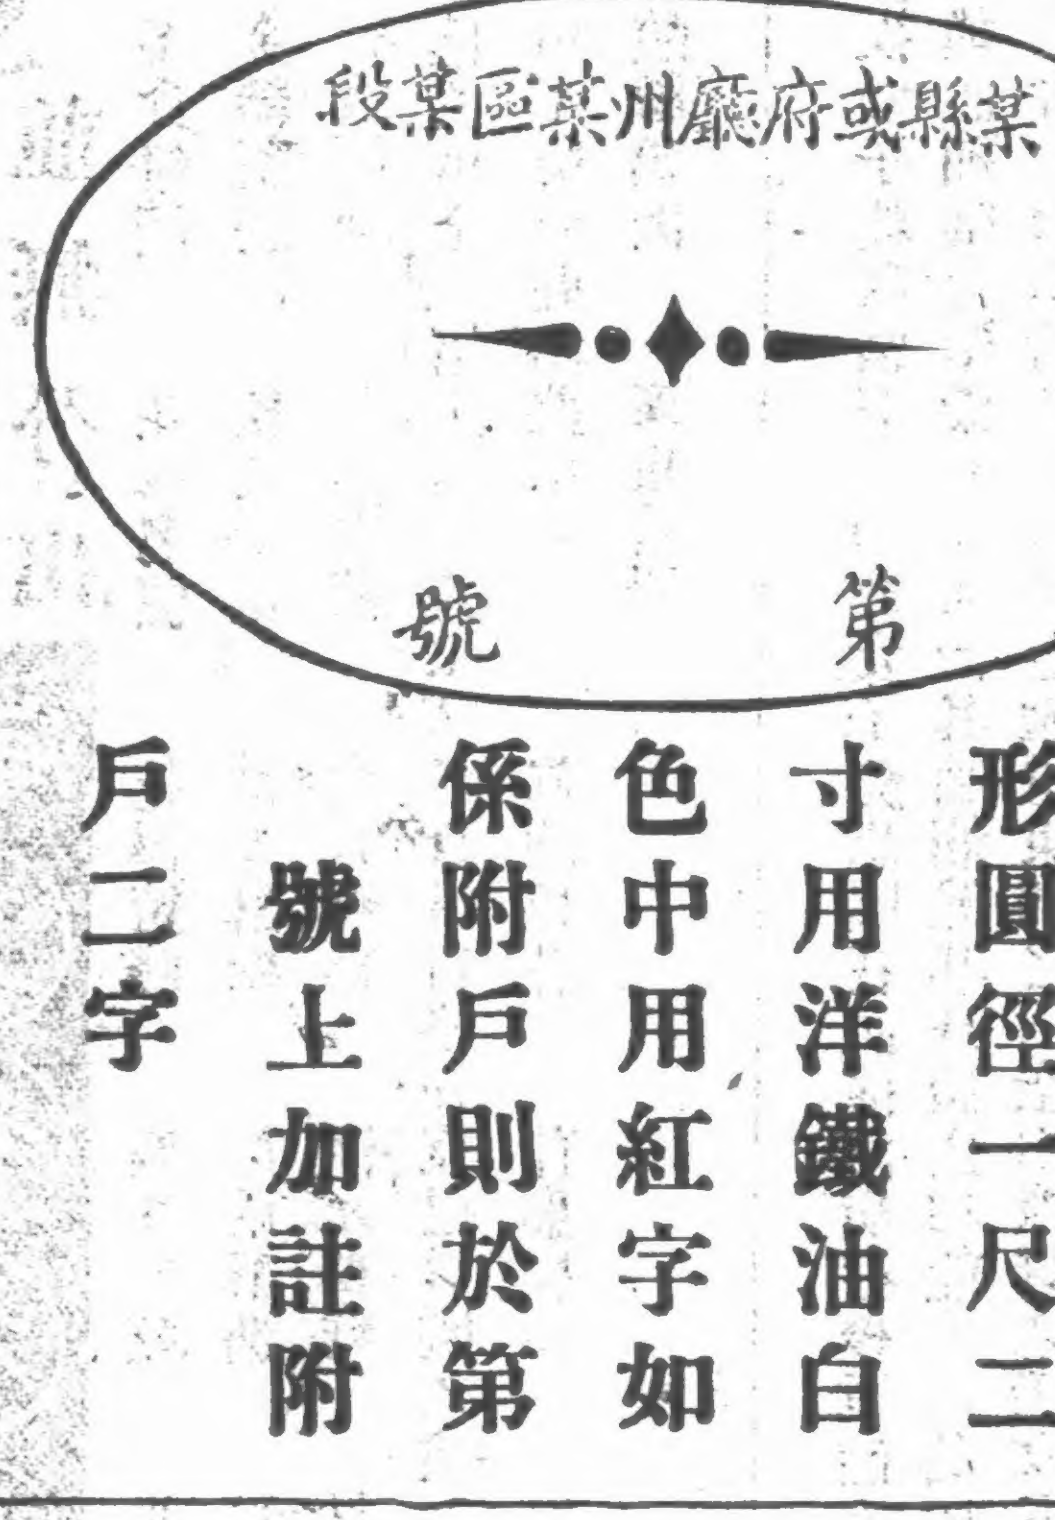 某縣或府廳州某區某段
第
號
形圓徑一尺二
寸用洋鐵油白
色中用紅字如
係附戶則於第
號上加註附
戶二字